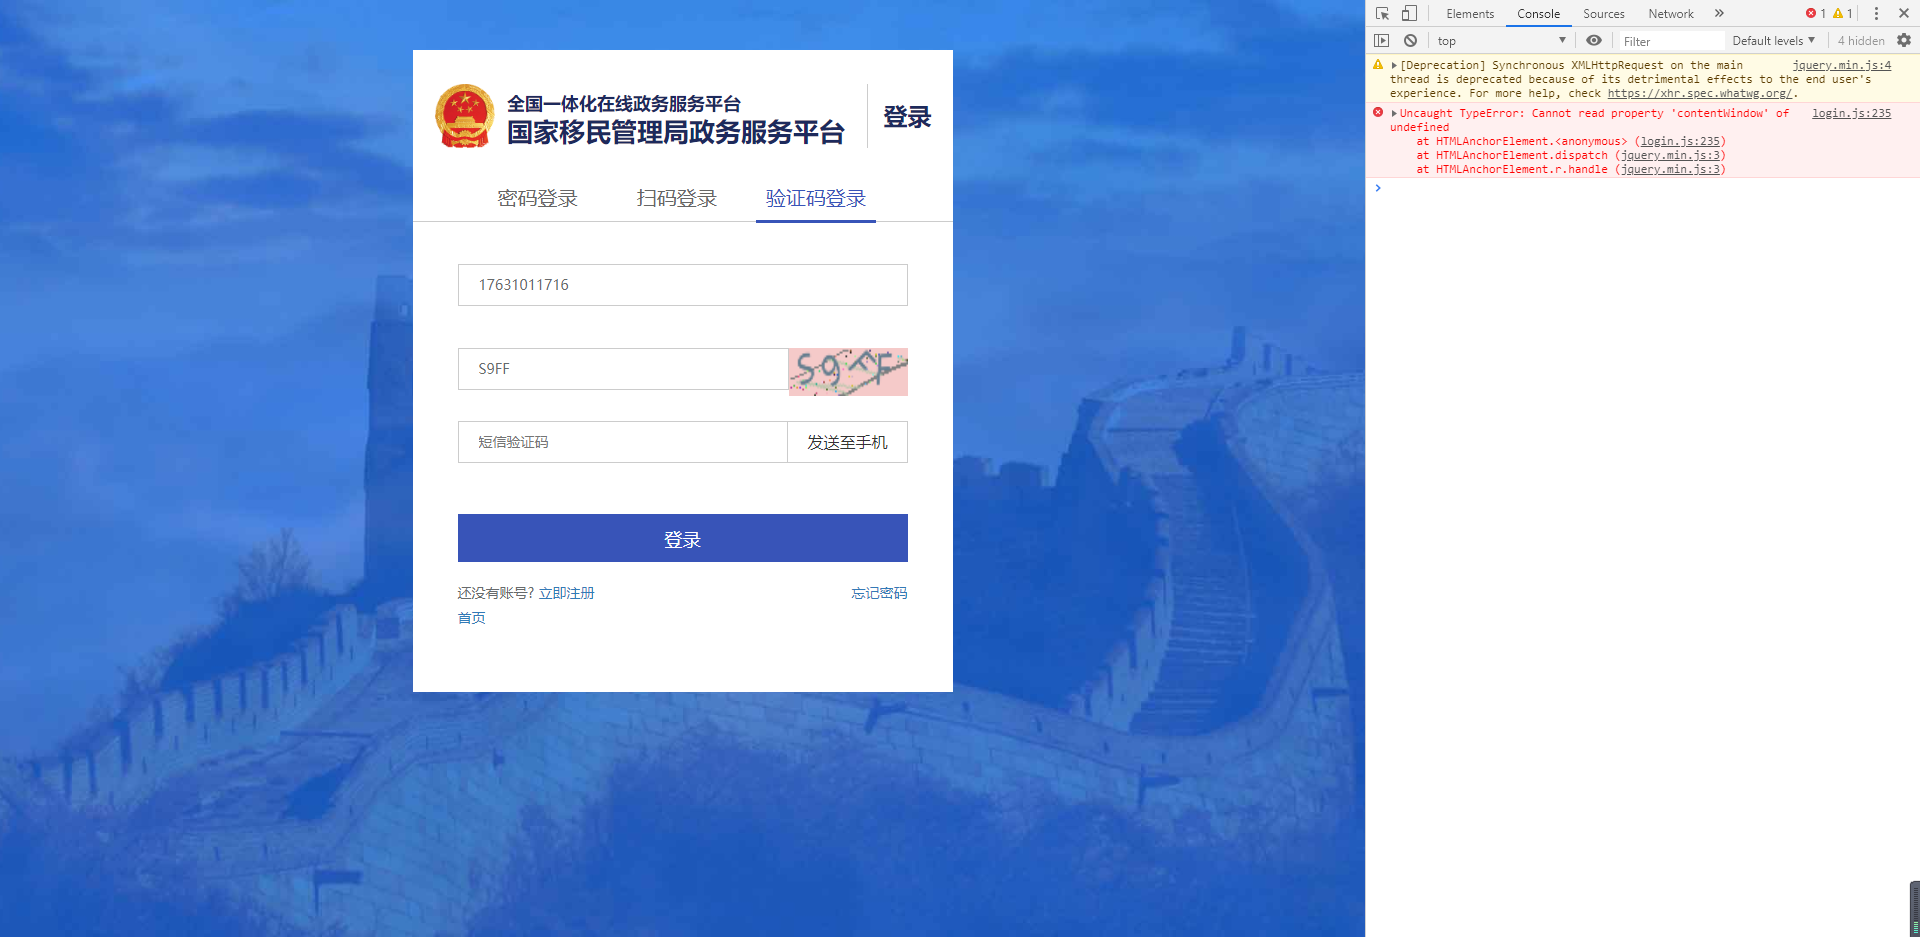 全国一体化在线政务服务平台
国家移民管理局政务服务平台
登录
密码登录 扫码登录 验证码登录
17631011716
S9FF S9FF
短信验证码 发送至手机
登录
还没有账号? 立即注册 忘记密码
首页
Elements Console Sources Network » 1 1
top Filter Default levels 4 hidden
[Deprecation] Synchronous XMLHttpRequest on the main jquery.min.js:4
thread is deprecated because of its detrimental effects to the end user's
experience. For more help, check https://xhr.spec.whatwg.org/.
Uncaught TypeError: Cannot read property 'contentWindow' of login.js:235
undefined
at HTMLAnchorElement.<anonymous> (login.js:235)
at HTMLAnchorElement.dispatch (jquery.min.js:3)
at HTMLAnchorElement.r.handle (jquery.min.js:3)